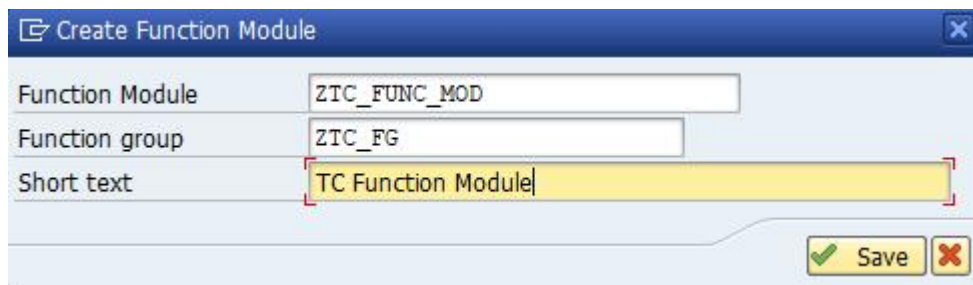 Create Function Module
Function Module ZTC_FUNC_MOD
Function group ZTC_FG
Short text TC Function Module
Save